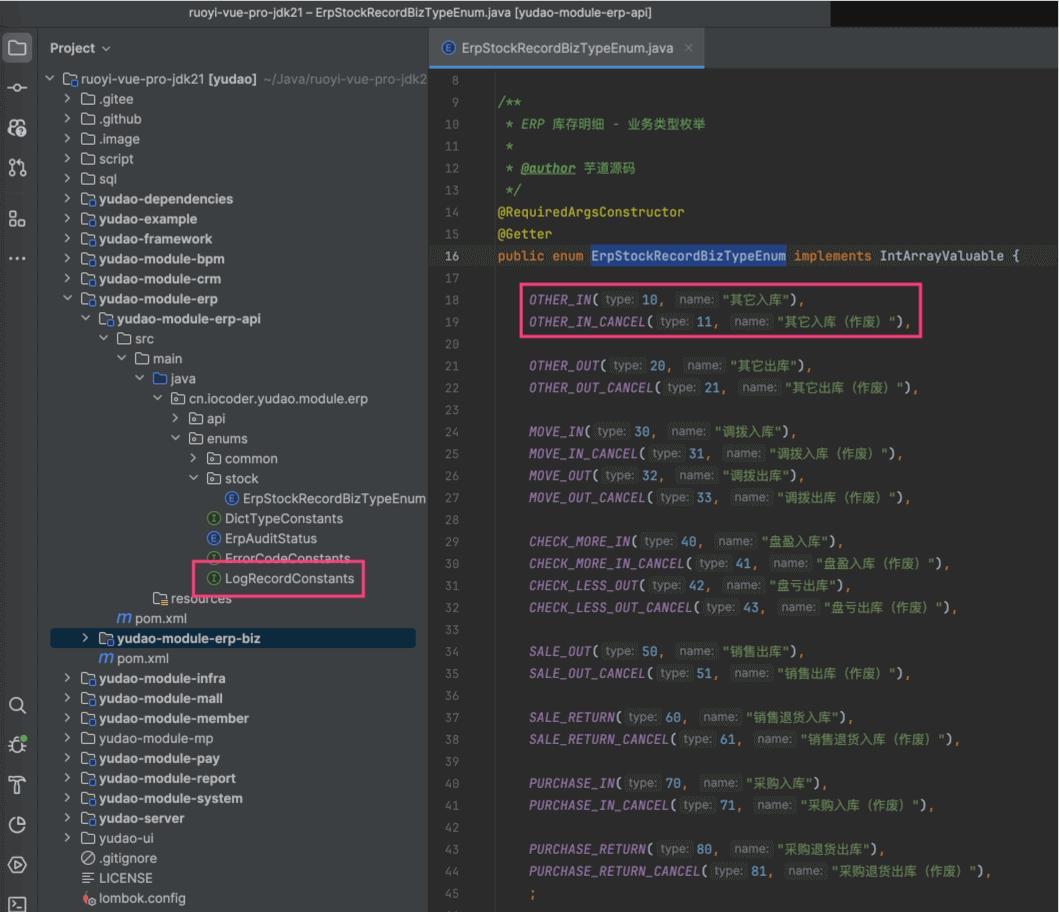 ruoyi-vue-pro-jdk21 – ErpStockRecordBizTypeEnum.java [yudao-module-erp-api]
Project
ruoyi-vue-pro-jdk21 [yudao] ~/Java/ruoyi-vue-pro-jdk2
.gitee
.github
.image
script
sql
yudao-dependencies
yudao-example
yudao-framework
yudao-module-bpm
yudao-module-crm
yudao-module-erp
yudao-module-erp-api
src
main
java
cn.iocoder.yudao.module.erp
api
enums
common
stock
ErpStockRecordBizTypeEnum
DictTypeConstants
ErpAuditStatus
ErrorCodeConstants
LogRecordConstants
resources
pom.xml
yudao-module-erp-biz
pom.xml
yudao-module-infra
yudao-module-mall
yudao-module-member
yudao-module-mp
yudao-module-pay
yudao-module-report
yudao-module-system
yudao-server
yudao-ui
.gitignore
LICENSE
lombok.config
ErpStockRecordBizTypeEnum.java
8
9 /**
10 * ERP 库存明细 - 业务类型枚举
11 *
12 * @author 芋道源码
13 */
14 @RequiredArgsConstructor
15 @Getter
16 public enum ErpStockRecordBizTypeEnum implements IntArrayValuable {
17
18 OTHER_IN( type: 10, name: "其它入库"),
19 OTHER_IN_CANCEL( type: 11, name: "其它入库（作废）"),
20
21 OTHER_OUT( type: 20, name: "其它出库"),
22 OTHER_OUT_CANCEL( type: 21, name: "其它出库（作废）"),
23
24 MOVE_IN( type: 30, name: "调拨入库"),
25 MOVE_IN_CANCEL( type: 31, name: "调拨入库（作废）"),
26 MOVE_OUT( type: 32, name: "调拨出库"),
27 MOVE_OUT_CANCEL( type: 33, name: "调拨出库（作废）"),
28
29 CHECK_MORE_IN( type: 40, name: "盘盈入库"),
30 CHECK_MORE_IN_CANCEL( type: 41, name: "盘盈入库（作废）"),
31 CHECK_LESS_OUT( type: 42, name: "盘亏出库"),
32 CHECK_LESS_OUT_CANCEL( type: 43, name: "盘亏出库（作废）"),
33
34 SALE_OUT( type: 50, name: "销售出库"),
35 SALE_OUT_CANCEL( type: 51, name: "销售出库（作废）"),
36
37 SALE_RETURN( type: 60, name: "销售退货入库"),
38 SALE_RETURN_CANCEL( type: 61, name: "销售退货入库（作废）"),
39
40 PURCHASE_IN( type: 70, name: "采购入库"),
41 PURCHASE_IN_CANCEL( type: 71, name: "采购入库（作废）"),
42
43 PURCHASE_RETURN( type: 80, name: "采购退货出库"),
44 PURCHASE_RETURN_CANCEL( type: 81, name: "采购退货出库（作废）"),
45 ;